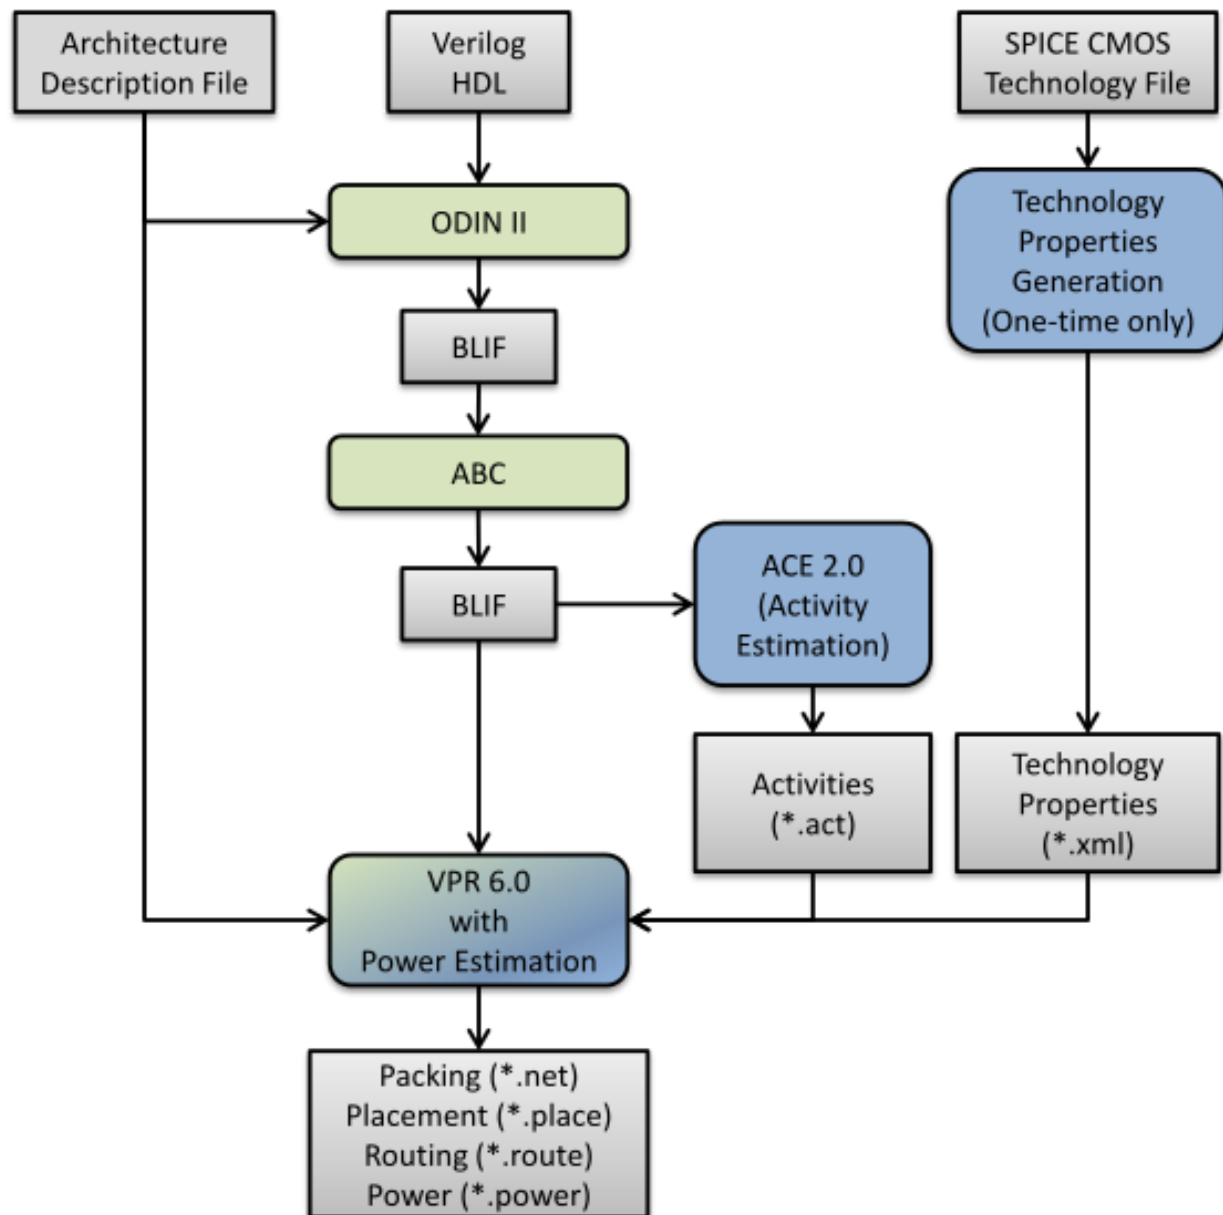 Architecture
Description File
Verilog
HDL
SPICE CMOS
Technology File
ODIN II
Technology
Properties
Generation
(One-time only)
BLIF
ABC
BLIF
ACE 2.0
(Activity
Estimation)
Activities
(*.act)
Technology
Properties
(*.xml)
VPR 6.0
with
Power Estimation
Packing (*.net)
Placement (*.place)
Routing (*.route)
Power (*.power)